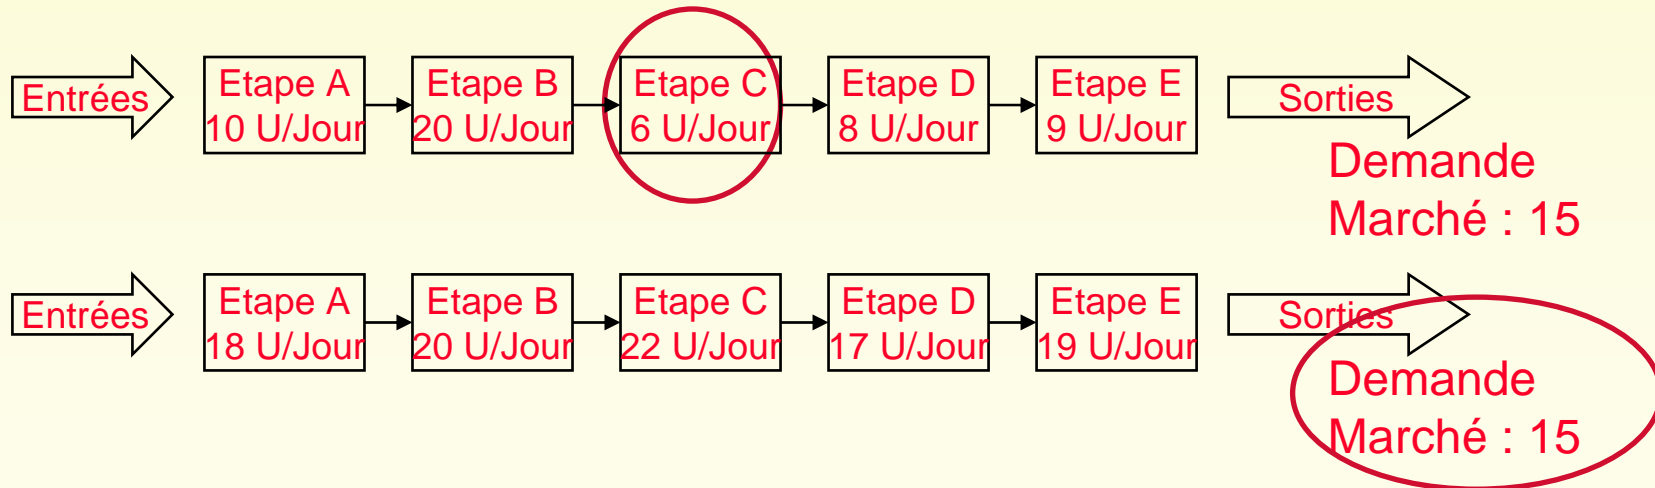 Entrées
Etape A
10 U/Jour
Etape B
20 U/Jour
Etape C
6 U/Jour
Etape D
8 U/Jour
Etape E
9 U/Jour
Sorties
Demande
Marché : 15
Entrées
Etape A
18 U/Jour
Etape B
20 U/Jour
Etape C
22 U/Jour
Etape D
17 U/Jour
Etape E
19 U/Jour
Sorties
Demande
Marché : 15